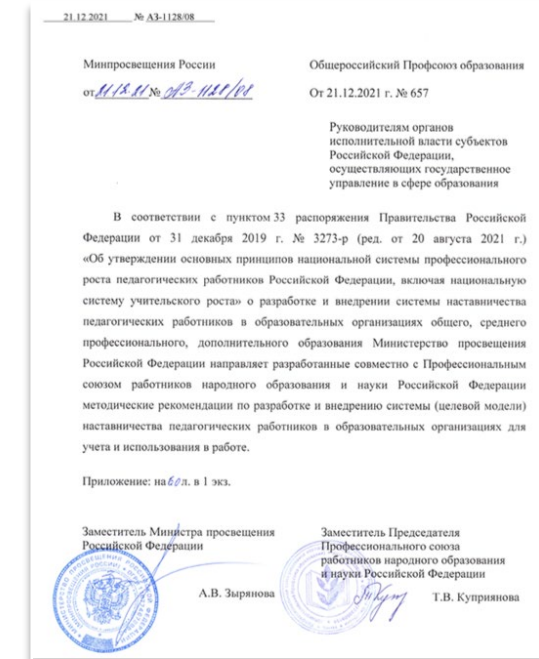 21.12.2021 № АЗ-1128/08
Минпросвещения России
от 21.12.21 № АЗ-1128/08
Общероссийский Профсоюз образования
От 21.12.2021 г. № 657
Руководителям органов
исполнительной власти субъектов
Российской Федерации,
осуществляющих государственное
управление в сфере образования
В соответствии с пунктом 33 распоряжения Правительства Российской
Федерации от 31 декабря 2019 г. № 3273-р (ред. от 20 августа 2021 г.)
«Об утверждении основных принципов национальной системы профессионального
роста педагогических работников Российской Федерации, включая национальную
систему учительского роста» о разработке и внедрении системы наставничества
педагогических работников в образовательных организациях общего, среднего
профессионального, дополнительного образования Министерство просвещения
Российской Федерации направляет разработанные совместно с Профессиональным
союзом работников народного образования и науки Российской Федерации
методические рекомендации по разработке и внедрению системы (целевой модели)
наставничества педагогических работников в образовательных организациях для
учета и использования в работе.
Приложение: на 60 л. в 1 экз.
Заместитель Министра просвещения
Российской Федерации
А.В. Зырянова
Заместитель Председателя
Профессионального союза
работников народного образования
и науки Российской Федерации
Т.В. Куприянова